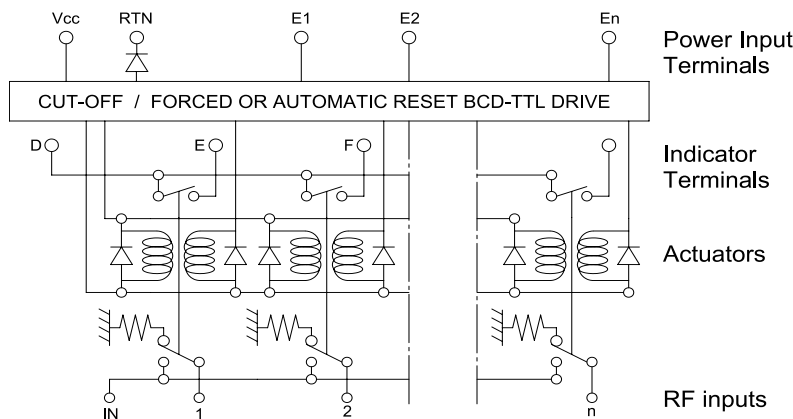 Vcc RTN E1 E2 En
Power Input
Terminals
CUT-OFF / FORCED OR AUTOMATIC RESET BCD-TTL DRIVE
D E F
Indicator
Terminals
Actuators
IN 1 2 n
RF inputs